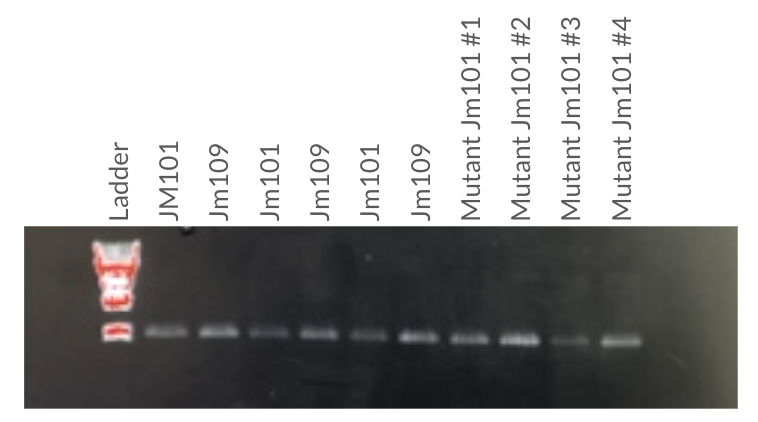 Ladder
JM101
Jm109
Jm101
Jm109
Jm101
Jm109
Mutant Jm101 #1
Mutant Jm101 #2
Mutant Jm101 #3
Mutant Jm101 #4